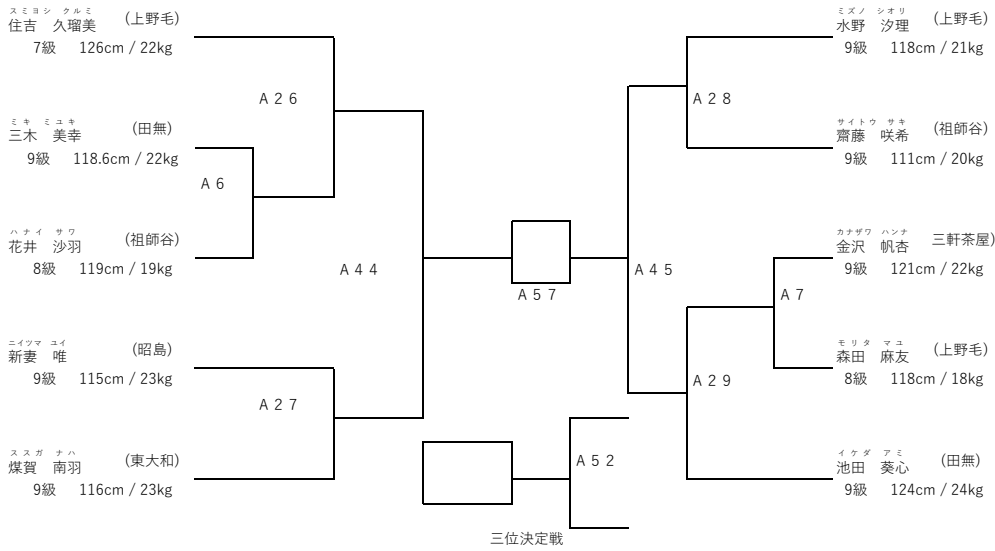 スミヨシ クルミ
住吉 久瑠美 (上野毛)
7級 126cm / 22kg
A２６
ミキ ミユキ
三木 美幸 (田無)
9級 118.6cm / 22kg
A６
ハナイ サワ
花井 沙羽 (祖師谷)
8級 119cm / 19kg
A４４
ニイツマ ユイ
新妻 唯 (昭島)
9級 115cm / 23kg
A２７
ススガ ナハ
煤賀 南羽 (東大和)
9級 116cm / 23kg
A５７
A５２
三位決定戦
ミズノ シオリ
水野 汐理 (上野毛)
9級 118cm / 21kg
A２８
サイトウ サキ
齋藤 咲希 (祖師谷)
9級 111cm / 20kg
A４５
カナザワ ハンナ
金沢 帆杏 三軒茶屋)
9級 121cm / 22kg
A７
モリタ マユ
森田 麻友 (上野毛)
8級 118cm / 18kg
A２９
イケダ アミ
池田 葵心 (田無)
9級 124cm / 24kg